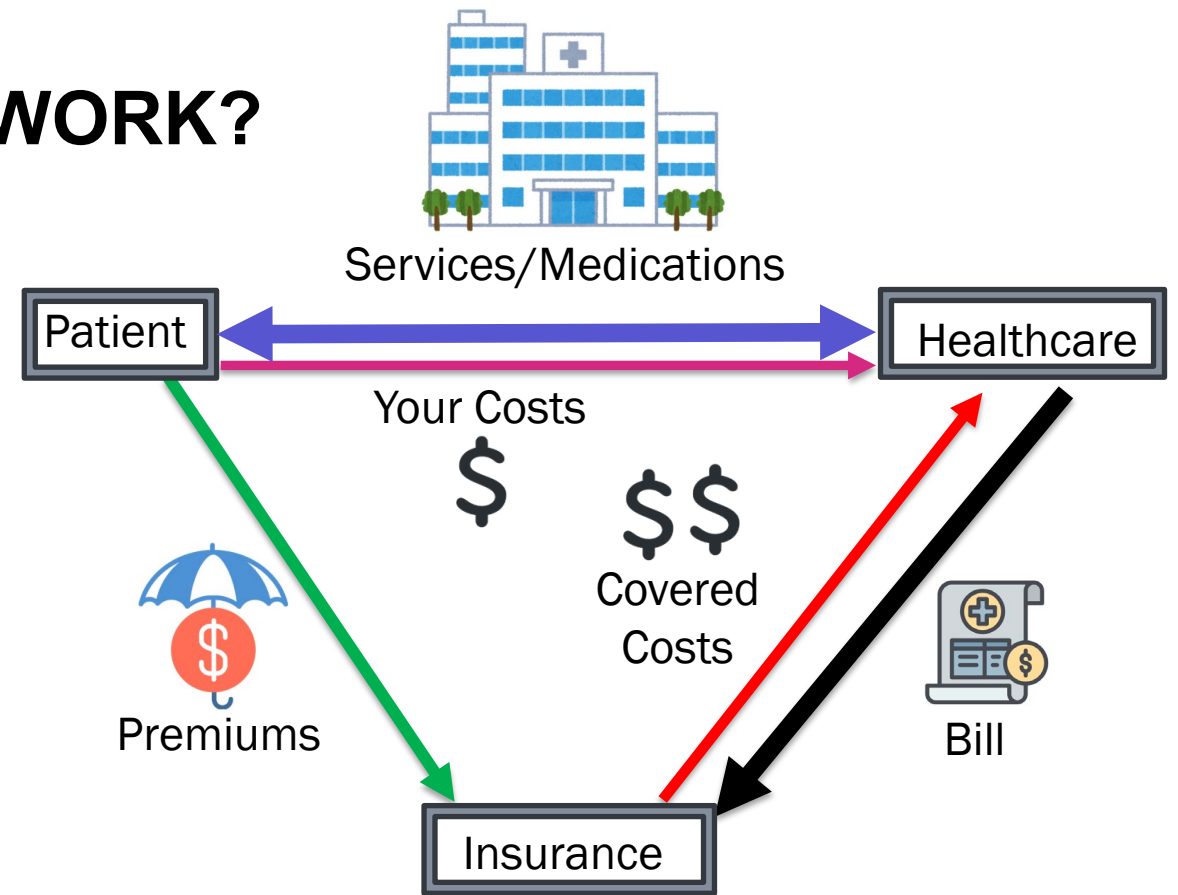 WORK?
Services/Medications
Patient
Healthcare
Your Costs
$
$$
Covered
Costs
$
Premiums
$
Bill
Insurance